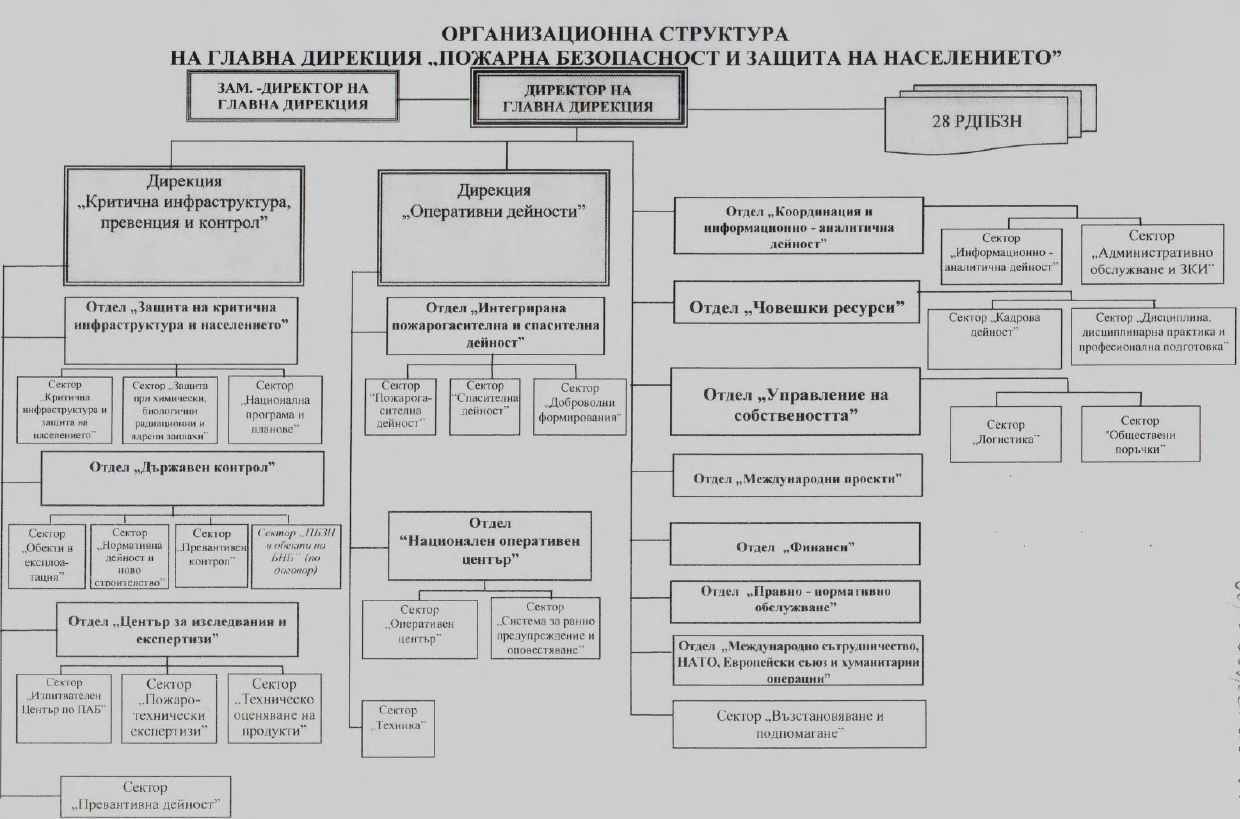 ОРГАНИЗАЦИОННА СТРУКТУРА
НА ГЛАВНА ДИРЕКЦИЯ „ПОЖАРНА БЕЗОПАСНОСТ И ЗАЩИТА НА НАСЕЛЕНИЕТО”
ЗАМ. -ДИРЕКТОР НА
ГЛАВНА ДИРЕКЦИЯ
ДИРЕКТОР НА
ГЛАВНА ДИРЕКЦИЯ
28 РДПБЗН
Дирекция
„Критична инфраструктура,
превенция и контрол”
Отдел „Защита на критична
инфраструктура и населението”
Сектор
„Критична
инфраструктура и
защита на
населението”
Сектор „Защита
при химически,
биологични
радиационни и
ядрени заплахи”
Сектор
„Национална
програма и
планове”
Отдел „Държавен контрол”
Сектор
„Обекти в
експлоа-
тация”
Сектор
„Нормативна
дейност и
ново
строителство”
Сектор
„Превантивен
контрол”
Сектор „ПБЗН
в обекти на
БНБ” (по
договор)
Отдел „Център за изследвания и
експертизи”
Сектор
„Изпитвателен
Център по ПАБ”
Сектор
„Пожаро-
технически
експертизи”
Сектор
„Техническо
оценяване на
продукти”
Сектор
„Превантивна дейност”
Дирекция
„Оперативни дейности”
Отдел „Интегрирана
пожарогасителна и спасителна
дейност”
Сектор
“Пожарога-
сителна
дейност”
Сектор
“Спасителна
дейност”
Сектор
„Доброволни
формирования”
Отдел
“Национален оперативен
център”
Сектор
„Оперативен
център”
Сектор
„Система за ранно
предупреждение и
оповестяване”
Сектор
„Техника”
Отдел „Координация и
информационно - аналитична
дейност”
Сектор
„Информационно -
аналитична дейност”
Сектор
„Административно
обслужване и ЗКИ”
Отдел „Човешки ресурси”
Сектор „Кадрова
дейност”
Сектор „Дисциплина,
дисциплинарна практика и
професионална подготовка”
Отдел „Управление на
собствеността”
Сектор
„Логистика”
Сектор
"Обществени
поръчки”
Отдел „Международни проекти”
Отдел „Финанси”
Отдел „Правно - нормативно
обслужване”
Отдел „Международно сътрудничество,
НАТО, Европейски съюз и хуманитарни
операции”
Сектор „Възстановяване и
подпомагане”